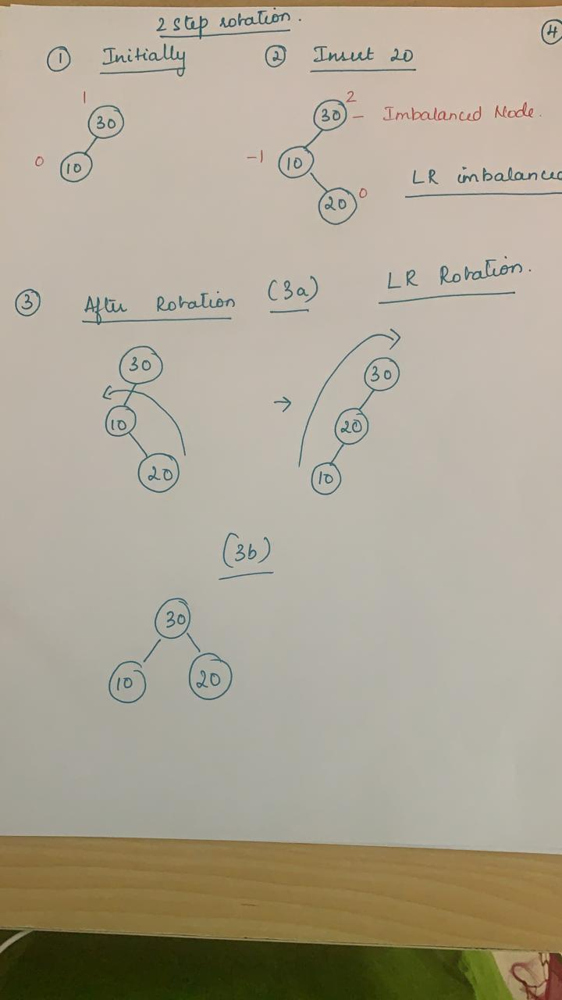 2 Step rotation.
4
1 Initially
2 Insert 20
1
30
0
10
30
2
– Imbalanced Node.
-1
10
20
0
LR imbalanced
3 After Rotation (3a)
LR Rotation.
30
10
20
→
30
20
10
(3b)
30
10
20